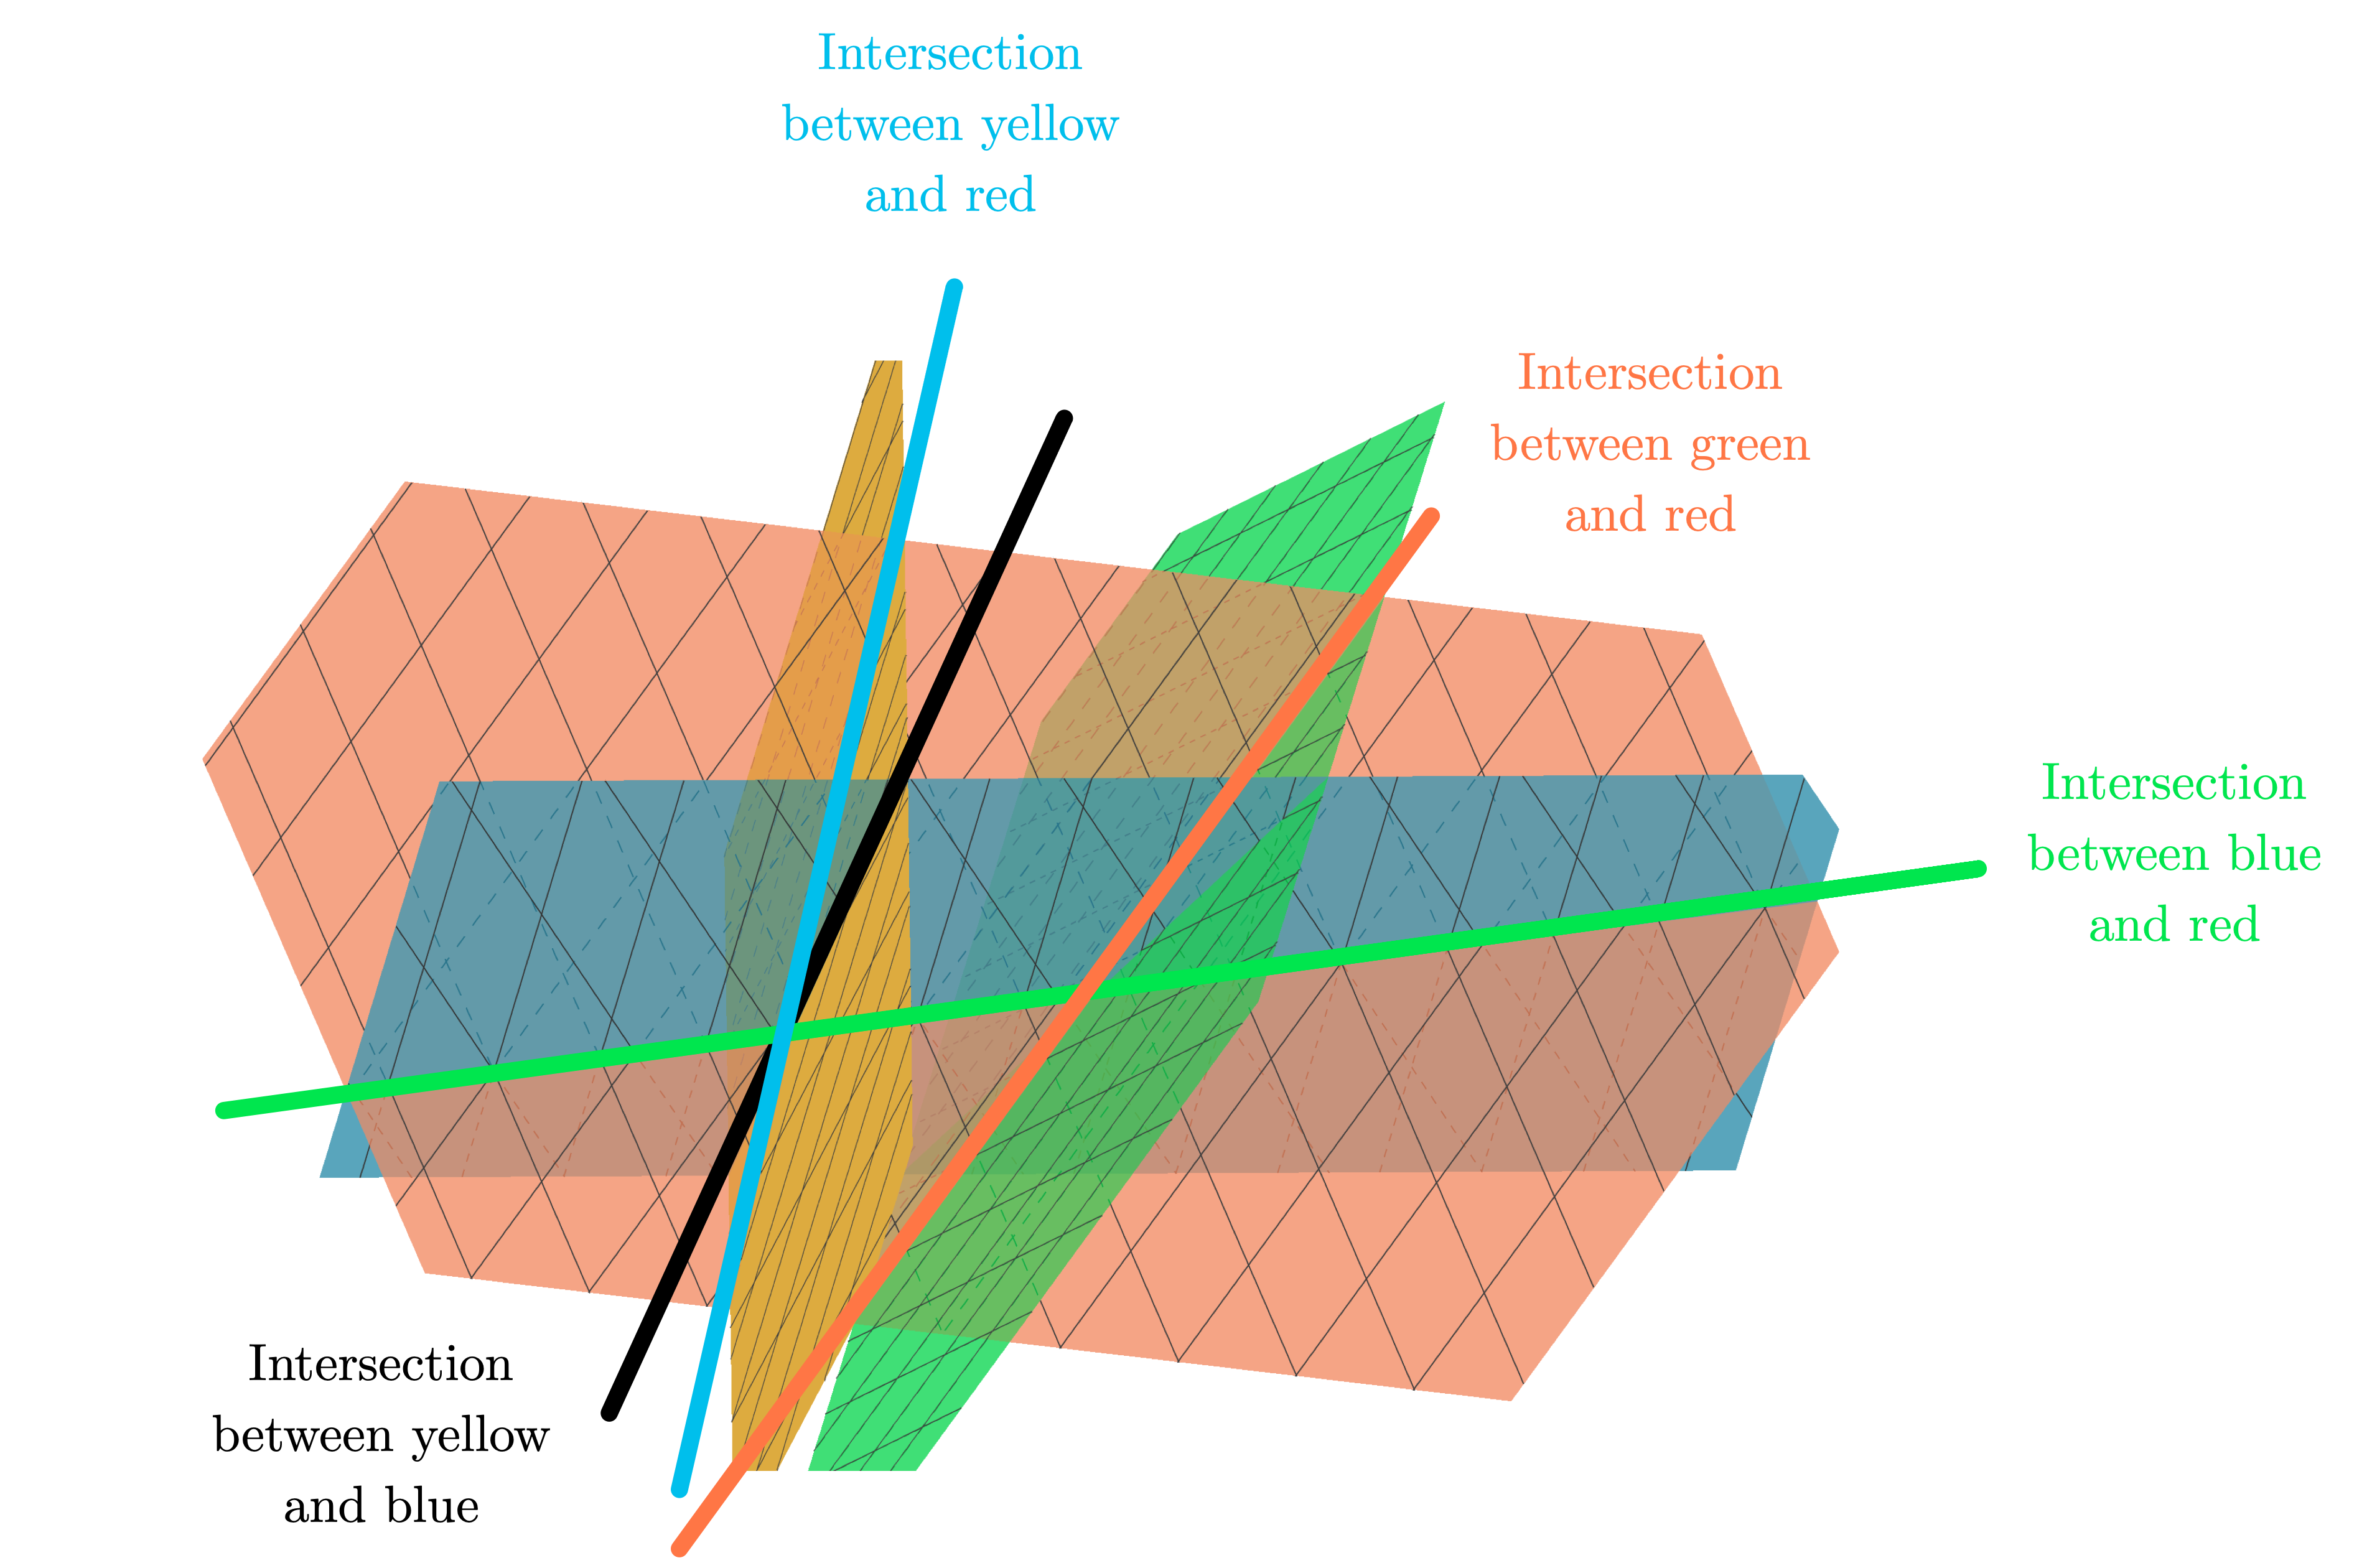 Intersection
between yellow
and red
Intersection
between green
and red
Intersection
between blue
and red
Intersection
between yellow
and blue